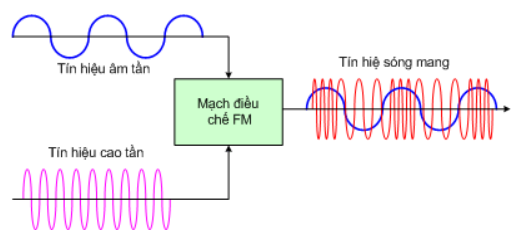 Tín hiệu âm tần
Tín hiệ sóng mang
Mạch điều
chế FM
Tín hiệu cao tần